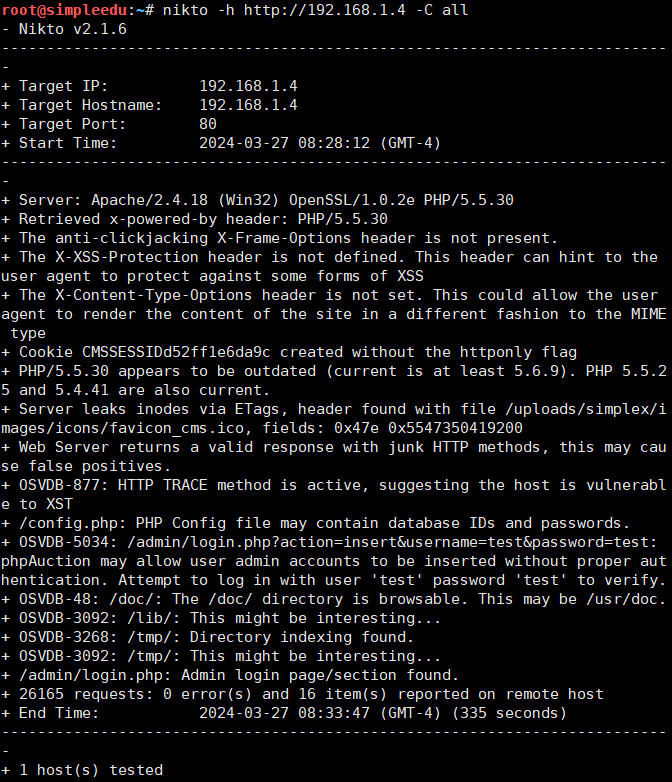 root@simpleedu:~# nikto -h http://192.168.1.4 -C all
- Nikto v2.1.6
--------------------------------------------------------------------------
-
+ Target IP:          192.168.1.4
+ Target Hostname:    192.168.1.4
+ Target Port:        80
+ Start Time:         2024-03-27 08:28:12 (GMT-4)
--------------------------------------------------------------------------
-
+ Server: Apache/2.4.18 (Win32) OpenSSL/1.0.2e PHP/5.5.30
+ Retrieved x-powered-by header: PHP/5.5.30
+ The anti-clickjacking X-Frame-Options header is not present.
+ The X-XSS-Protection header is not defined. This header can hint to the
user agent to protect against some forms of XSS
+ The X-Content-Type-Options header is not set. This could allow the user
agent to render the content of the site in a different fashion to the MIME
 type
+ Cookie CMSSESSIDd52ff1e6da9c created without the httponly flag
+ PHP/5.5.30 appears to be outdated (current is at least 5.6.9). PHP 5.5.2
5 and 5.4.41 are also current.
+ Server leaks inodes via ETags, header found with file /uploads/simplex/i
mages/icons/favicon_cms.ico, fields: 0x47e 0x5547350419200
+ Web Server returns a valid response with junk HTTP methods, this may cau
se false positives.
+ OSVDB-877: HTTP TRACE method is active, suggesting the host is vulnerabl
e to XST
+ /config.php: PHP Config file may contain database IDs and passwords.
+ OSVDB-5034: /admin/login.php?action=insert&username=test&password=test:
phpAuction may allow user admin accounts to be inserted without proper aut
hentication. Attempt to log in with user 'test' password 'test' to verify.
+ OSVDB-48: /doc/: The /doc/ directory is browsable. This may be /usr/doc.
+ OSVDB-3092: /lib/: This might be interesting...
+ OSVDB-3268: /tmp/: Directory indexing found.
+ OSVDB-3092: /tmp/: This might be interesting...
+ /admin/login.php: Admin login page/section found.
+ 26165 requests: 0 error(s) and 16 item(s) reported on remote host
+ End Time:           2024-03-27 08:33:47 (GMT-4) (335 seconds)
--------------------------------------------------------------------------
-
+ 1 host(s) tested